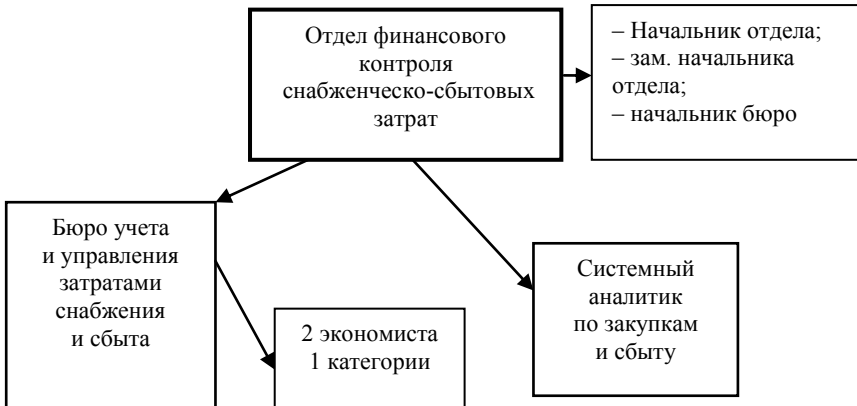 Отдел финансового
контроля
снабженческо-сбытовых
затрат
– Начальник отдела;
– зам. начальника
отдела;
– начальник бюро
Бюро учета
и управления
затратами
снабжения
и сбыта
2 экономиста
1 категории
Системный
аналитик
по закупкам
и сбыту